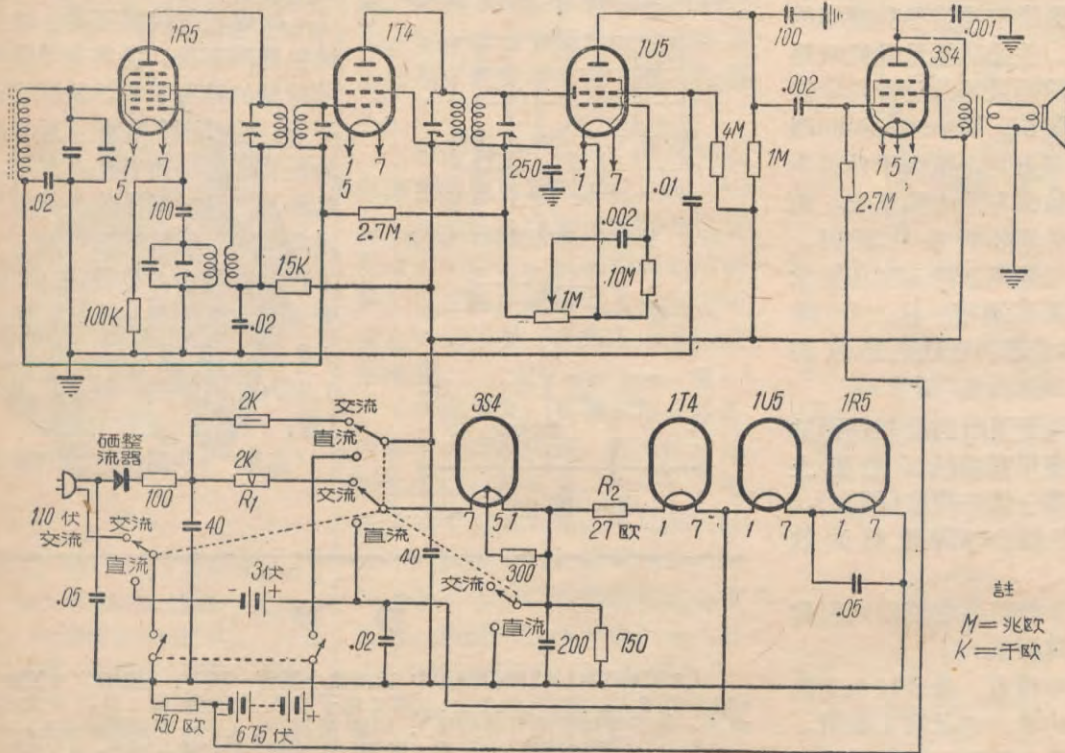 1R5
1T4
1U5
3S4
100
.001
.002
4M
1M
2.7M
.02
1 7
5
100
100K
.02
15K
2.7M
250
1 7
5
1 7
.002
10M
1M
.01
1 5 7
2K
交流
直流
硒整
流器
100
2K
R₁
交流
直流
110 伏
交流
交流
直流
40
.05
3伏
- +
.02
40
750 欧
67.5 伏
- +
3S4
7 5 1
300
交流
直流
200
750
R₂
27 欧
1T4
1 7
1U5
1 7
1R5
1 7
.05
註
M=兆欧
K=千欧